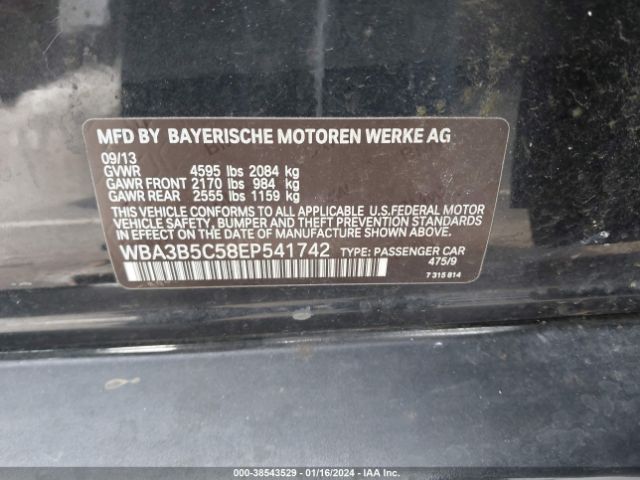 MFD BY BAYERISCHE MOTOREN WERKE AG
09/13
GVWR 4595 lbs 2084 kg
GAWR FRONT 2170 lbs 984 kg
GAWR REAR 2555 lbs 1159 kg
THIS VEHICLE CONFORMS TO ALL APPLICABLE U.S.FEDERAL MOTOR
VEHICLE SAFETY, BUMPER AND THEFT PREVENTION STANDARDS
IN EFFECT ON THE DATE OF MANUFACTURE SHOWN ABOVE.
WBA3B5C58EP541742 TYPE: PASSENGER CAR
475/9
7 315 814
000-38543529 - 01/16/2024 - IAA Inc.